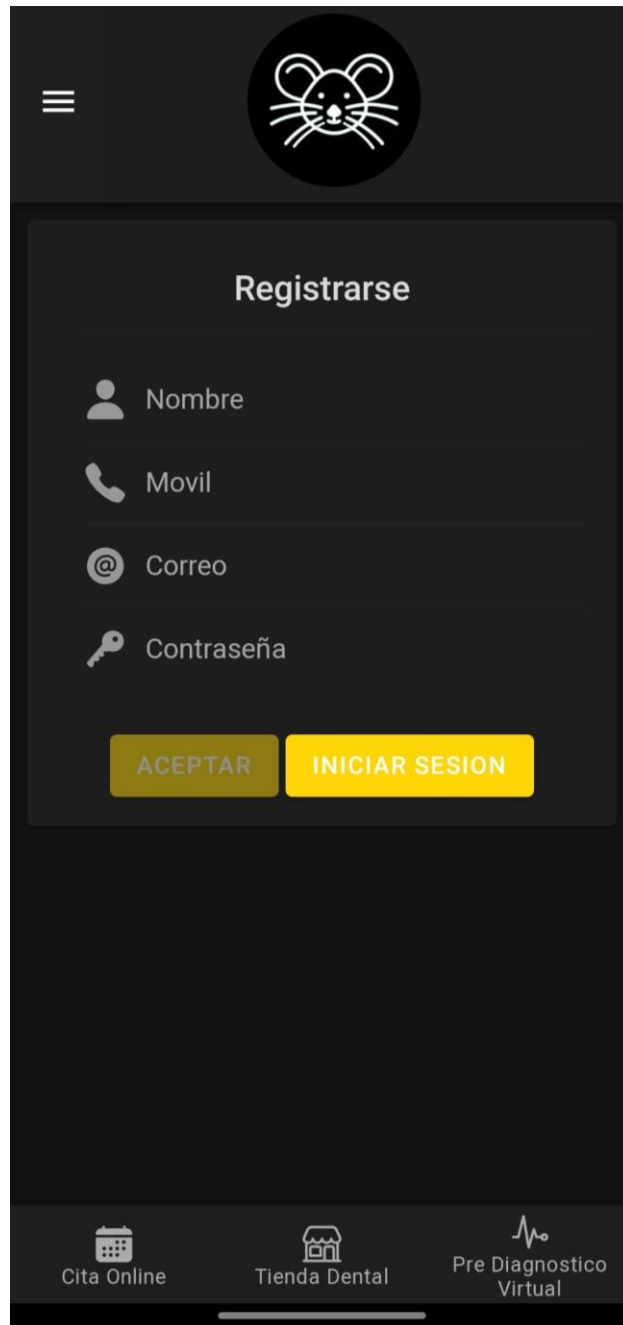 Registrarse
Nombre
Movil
@ Correo
Contraseña
ACEPTAR INICIAR SESION
Cita Online Tienda Dental Pre Diagnostico
Virtual